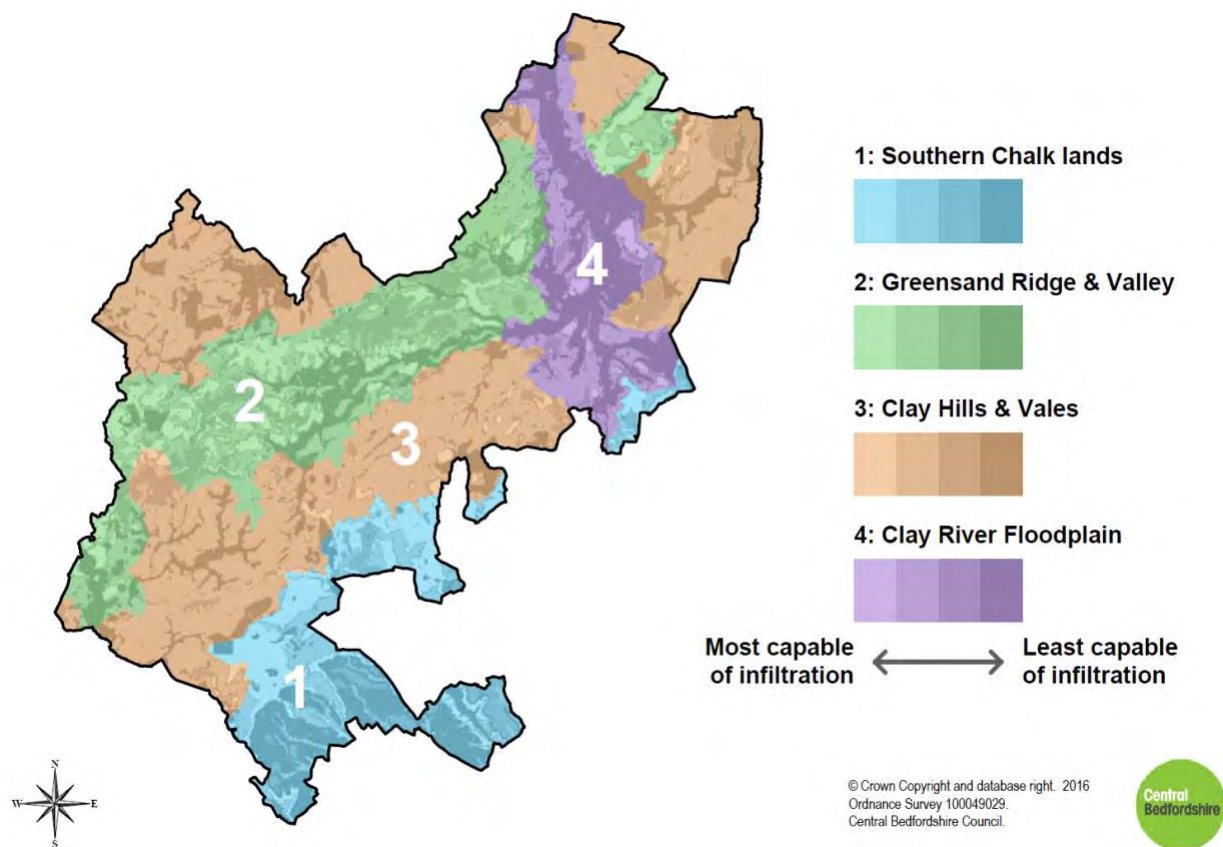 1: Southern Chalk lands
2: Greensand Ridge & Valley
3: Clay Hills & Vales
4: Clay River Floodplain
Most capable
of infiltration
Least capable
of infiltration
4
2
3
1
N
W
E
S
© Crown Copyright and database right. 2016
Ordnance Survey 100049029.
Central Bedfordshire Council.
Central
Bedfordshire